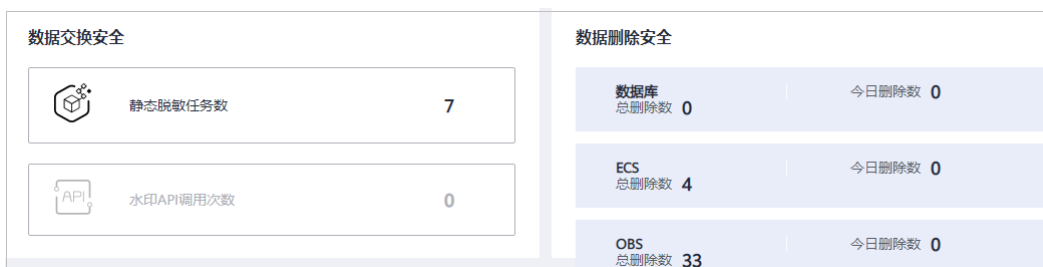 数据交换安全
静态脱敏任务数 7
API
水印API调用次数 0
数据删除安全
数据库
总删除数 0
今日删除数 0
ECS
总删除数 4
今日删除数 0
OBS
总删除数 33
今日删除数 0